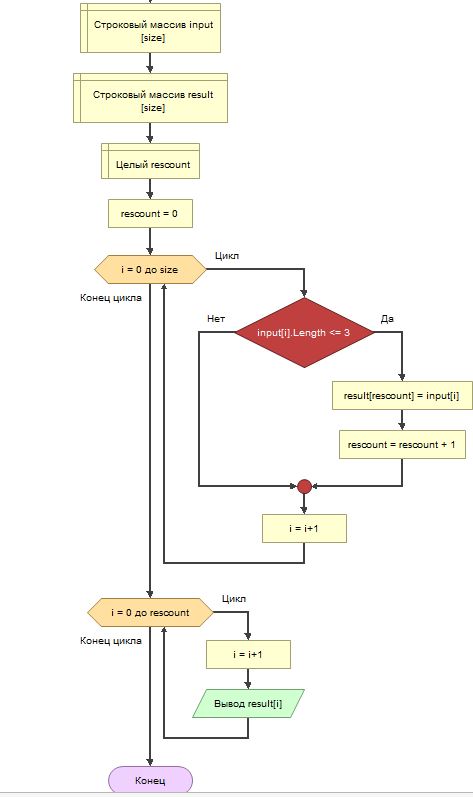 Строковый массив input
[size]
Строковый массив result
[size]
Целый rescount
rescount = 0
i = 0 до size
Цикл
Конец цикла
Нет
input[i].Length <= 3
Да
result[rescount] = input[i]
rescount = rescount + 1
i = i+1
i = 0 до rescount
Цикл
Конец цикла
i = i+1
Вывод result[i]
Конец